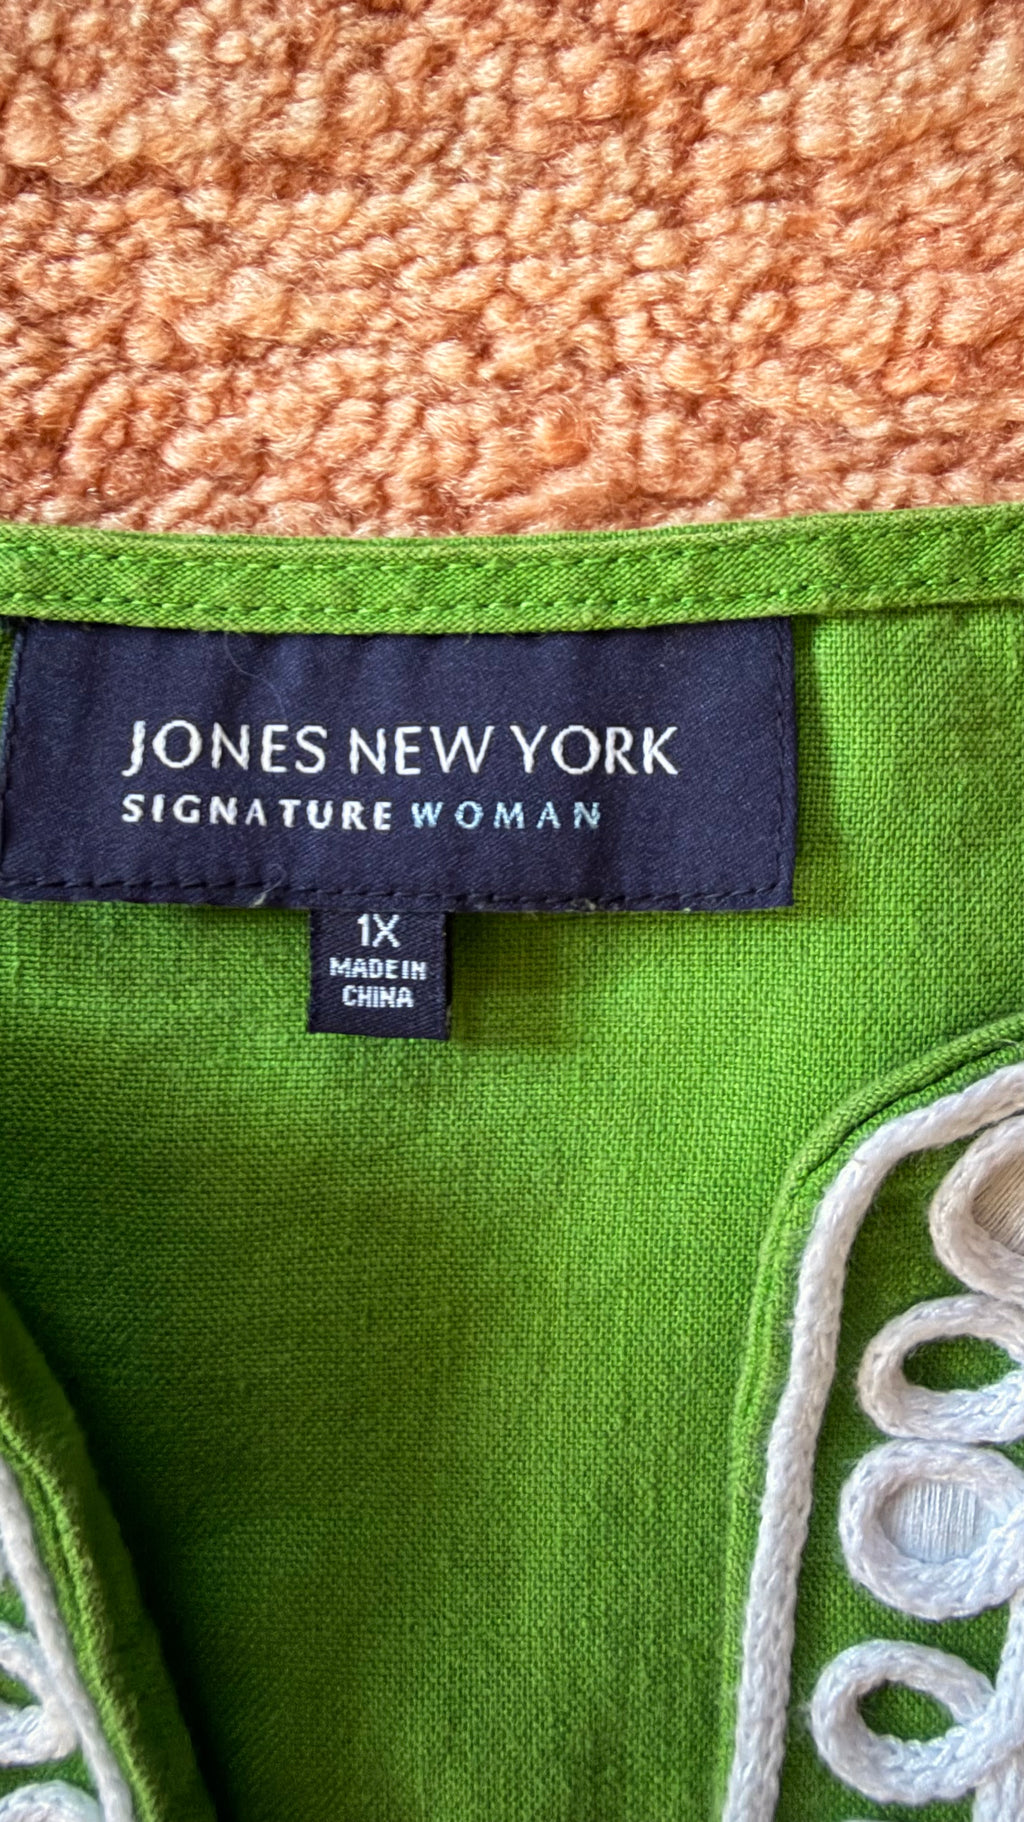 JONES NEW YORK
SIGNATURE WOMAN
1X
MADE IN
CHINA